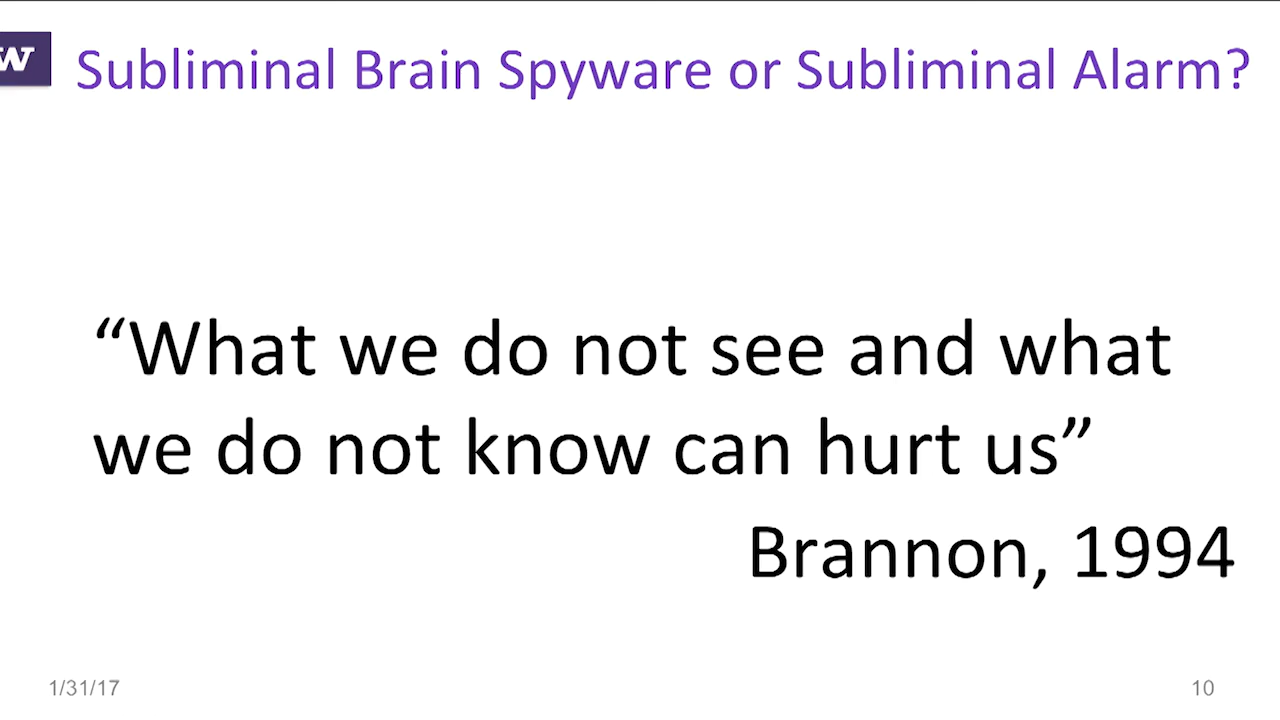 W
Subliminal Brain Spyware or Subliminal Alarm?
“What we do not see and what
we do not know can hurt us”
Brannon, 1994
1/31/17
10